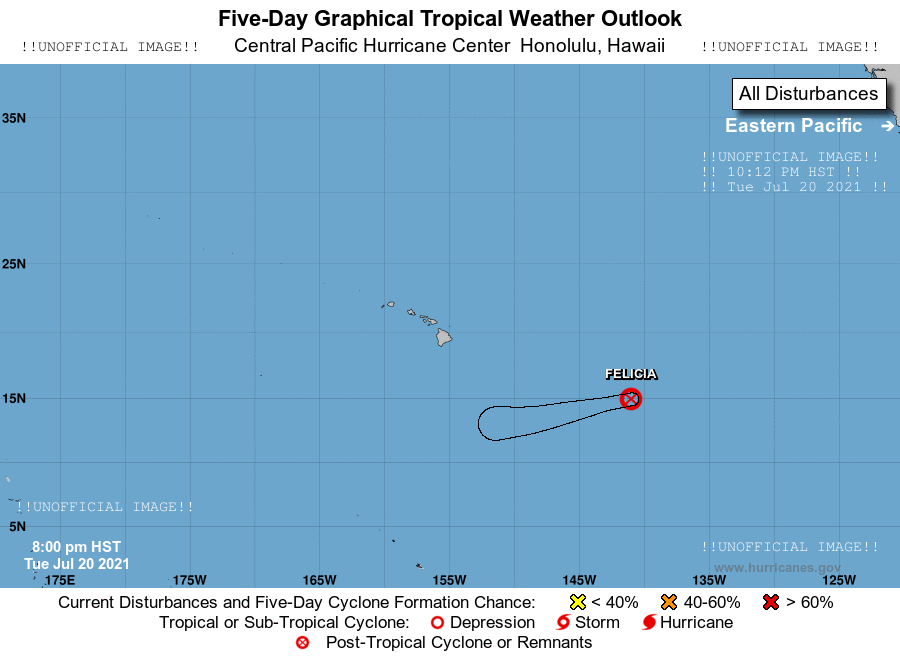 Five-Day Graphical Tropical Weather Outlook
!!UNOFFICIAL IMAGE!! Central Pacific Hurricane Center Honolulu, Hawaii !!UNOFFICIAL IMAGE!!
All Disturbances
35N
Eastern Pacific
!!UNOFFICIAL IMAGE!!
!! 10:12 PM HST !!
!! Tue Jul 20 2021 !!
25N
FELICIA
15N
!!UNOFFICIAL IMAGE!!
5N
8:00 pm HST
Tue Jul 20 2021
!!UNOFFICIAL IMAGE!!
www.hurricanes.gov
175E 175W 165W 155W 145W 135W 125W
Current Disturbances and Five-Day Cyclone Formation Chance: < 40% 40-60% > 60%
Tropical or Sub-Tropical Cyclone: Depression Storm Hurricane
Post-Tropical Cyclone or Remnants